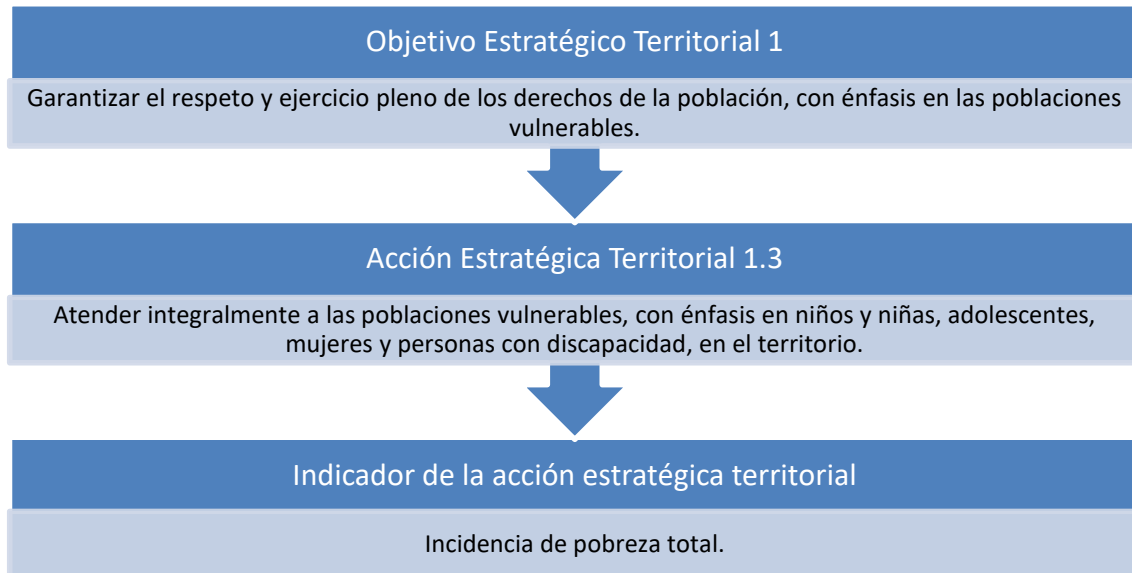 Objetivo Estratégico Territorial 1
Garantizar el respeto y ejercicio pleno de los derechos de la población, con énfasis en las poblaciones
vulnerables.
Acción Estratégica Territorial 1.3
Atender integralmente a las poblaciones vulnerables, con énfasis en niños y niñas, adolescentes,
mujeres y personas con discapacidad, en el territorio.
Indicador de la acción estratégica territorial
Incidencia de pobreza total.